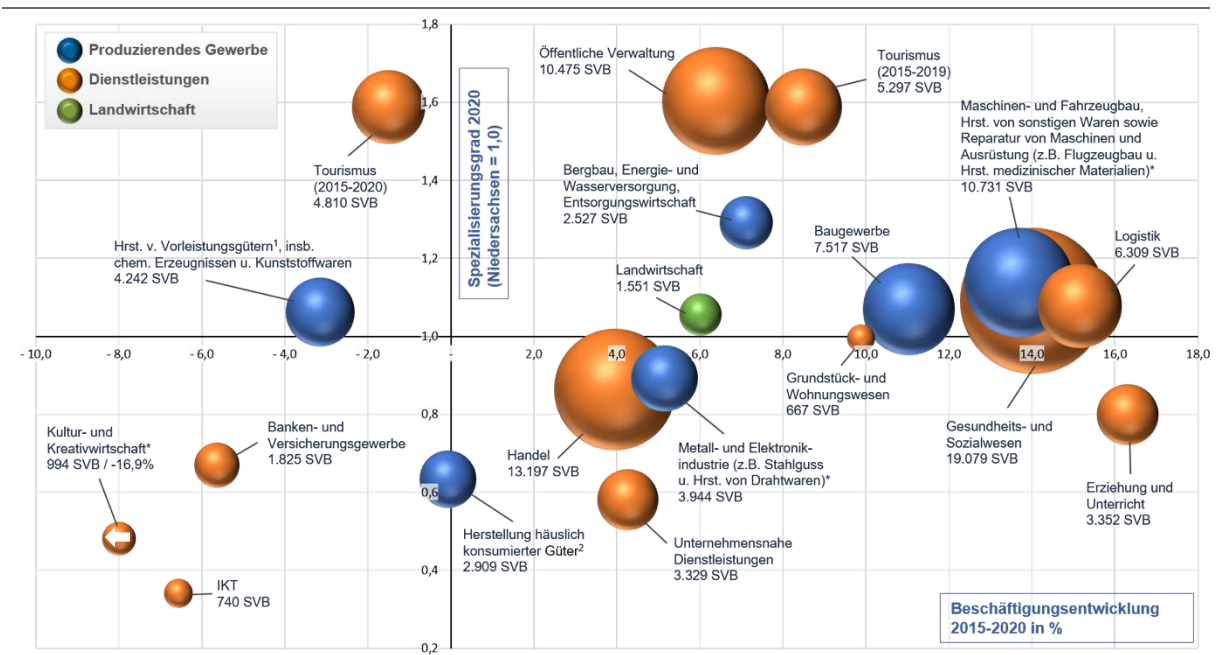 Produzierendes Gewerbe
Dienstleistungen
Landwirtschaft
Spezialisierungsgrad 2020
(Niedersachsen = 1,0)
1,8
1,6
1,4
1,2
1,0
0,8
0,6
0,4
0,2
- 10,0
- 8,0
- 6,0
- 4,0
- 2,0
-
2,0
4,0
6,0
8,0
10,0
12,0
14,0
16,0
18,0
Öffentliche Verwaltung
10.475 SVB
Tourismus
(2015-2019)
5.297 SVB
Maschinen- und Fahrzeugbau,
Hrst. von sonstigen Waren sowie
Reparatur von Maschinen und
Ausrüstung (z.B. Flugzeugbau u.
Hrst. medizinischer Materialien)*
10.731 SVB
Tourismus
(2015-2020)
4.810 SVB
Bergbau, Energie- und
Wasserversorgung,
Entsorgungswirtschaft
2.527 SVB
Baugewerbe
7.517 SVB
Logistik
6.309 SVB
Hrst. v. Vorleistungsgütern¹, insb.
chem. Erzeugnissen u. Kunststoffwaren
4.242 SVB
Landwirtschaft
1.551 SVB
Grundstück- und
Wohnungswesen
667 SVB
Kultur- und
Kreativwirtschaft*
994 SVB / -16,9%
Banken- und
Versicherungsgewerbe
1.825 SVB
Handel
13.197 SVB
Metall- und Elektronik-
industrie (z.B. Stahlguss
u. Hrst. von Drahtwaren)*
3.944 SVB
Gesundheits- und
Sozialwesen
19.079 SVB
Erziehung und
Unterricht
3.352 SVB
Herstellung häuslich
konsumierter Güter²
2.909 SVB
Unternehmensnahe
Dienstleistungen
3.329 SVB
IKT
740 SVB
Beschäftigungsentwicklung
2015-2020 in %